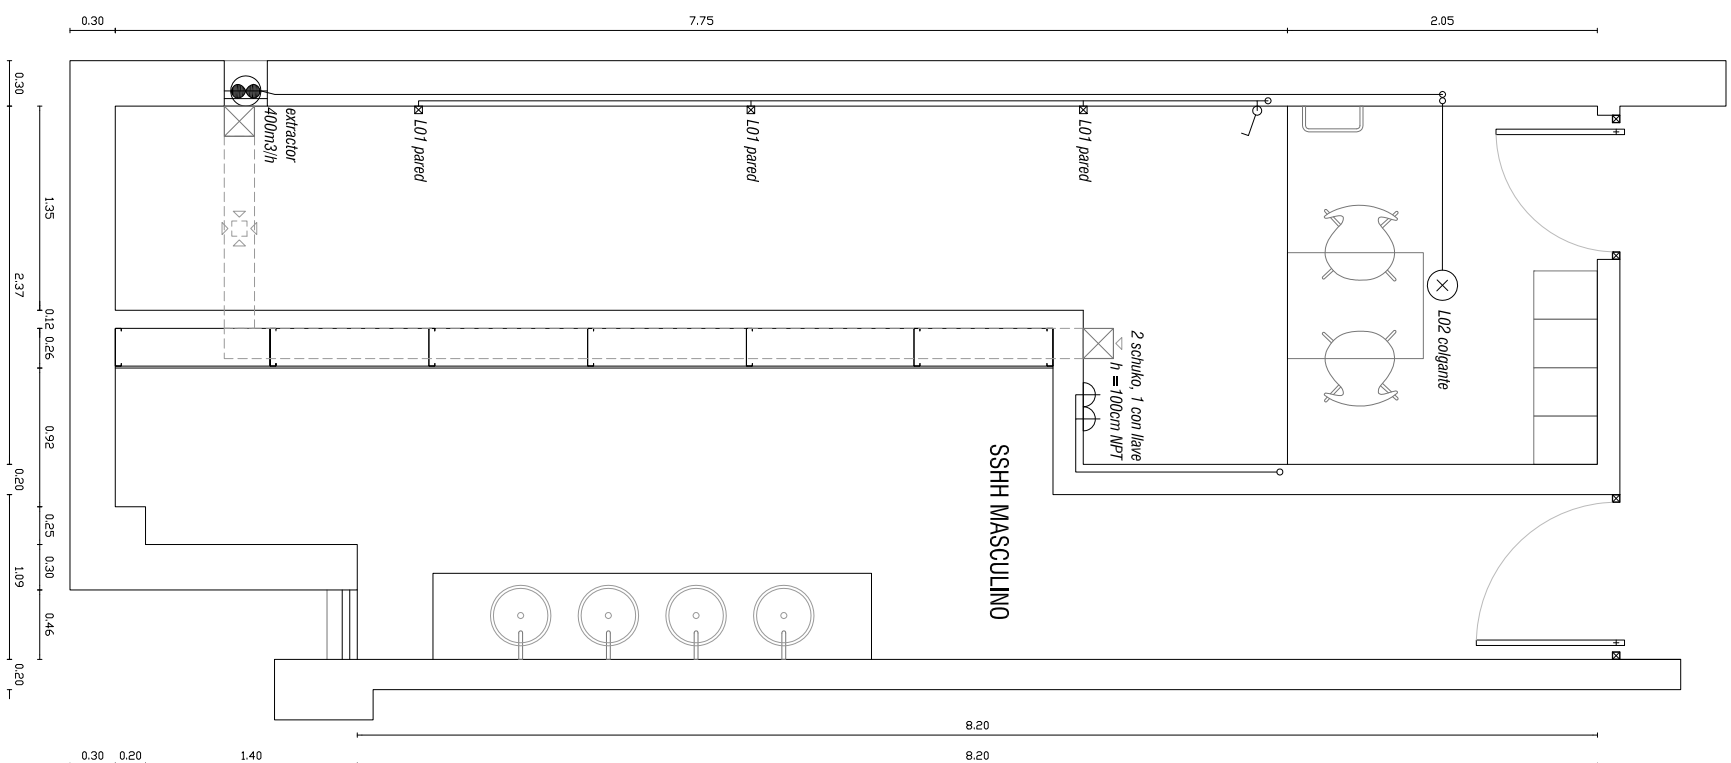 0.30
7.75
2.05
0.30
2.37
0.20
1.09
0.20
1.35
0.12
0.26
0.92
0.25
0.30
0.46
extractor
400m3/h
L01 pared
L01 pared
L01 pared
L02 colgante
2 schuko, 1 con llave
h =100cm NPT
SSHH MASCULINO
8.20
0.30
0.20
1.40
8.20